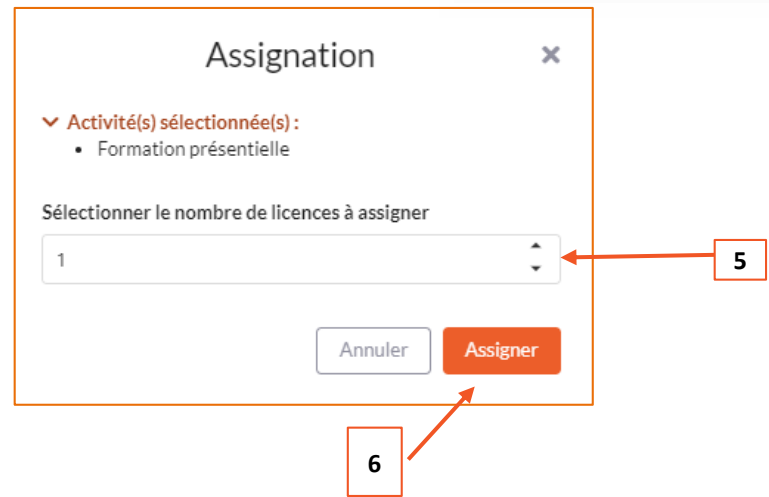 Assignation
Activité(s) sélectionnée(s) :
• Formation présentielle
Sélectionner le nombre de licences à assigner
1
5
Annuler
Assigner
6